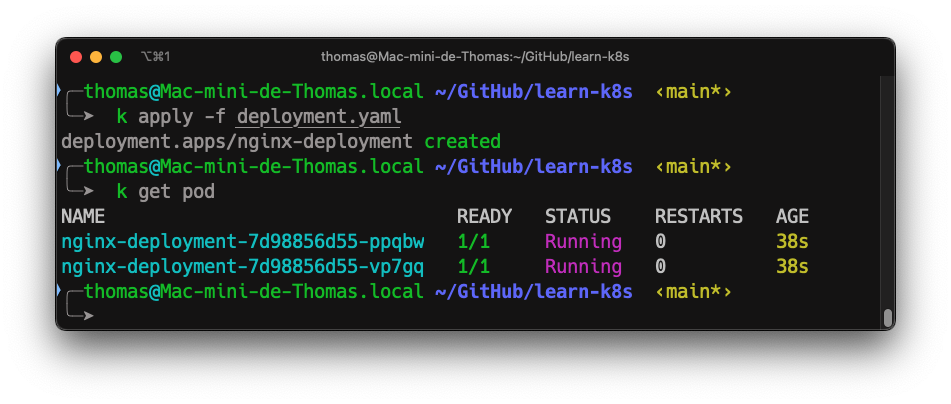 ⌥⌘1 thomas@Mac-mini-de-Thomas:~/GitHub/learn-k8s
thomas@Mac-mini-de-Thomas.local ~/GitHub/learn-k8s ‹main*›
k apply -f deployment.yaml
deployment.apps/nginx-deployment created
thomas@Mac-mini-de-Thomas.local ~/GitHub/learn-k8s ‹main*›
k get pod
NAME READY STATUS RESTARTS AGE
nginx-deployment-7d98856d55-ppqbw 1/1 Running 0 38s
nginx-deployment-7d98856d55-vp7gq 1/1 Running 0 38s
thomas@Mac-mini-de-Thomas.local ~/GitHub/learn-k8s ‹main*›